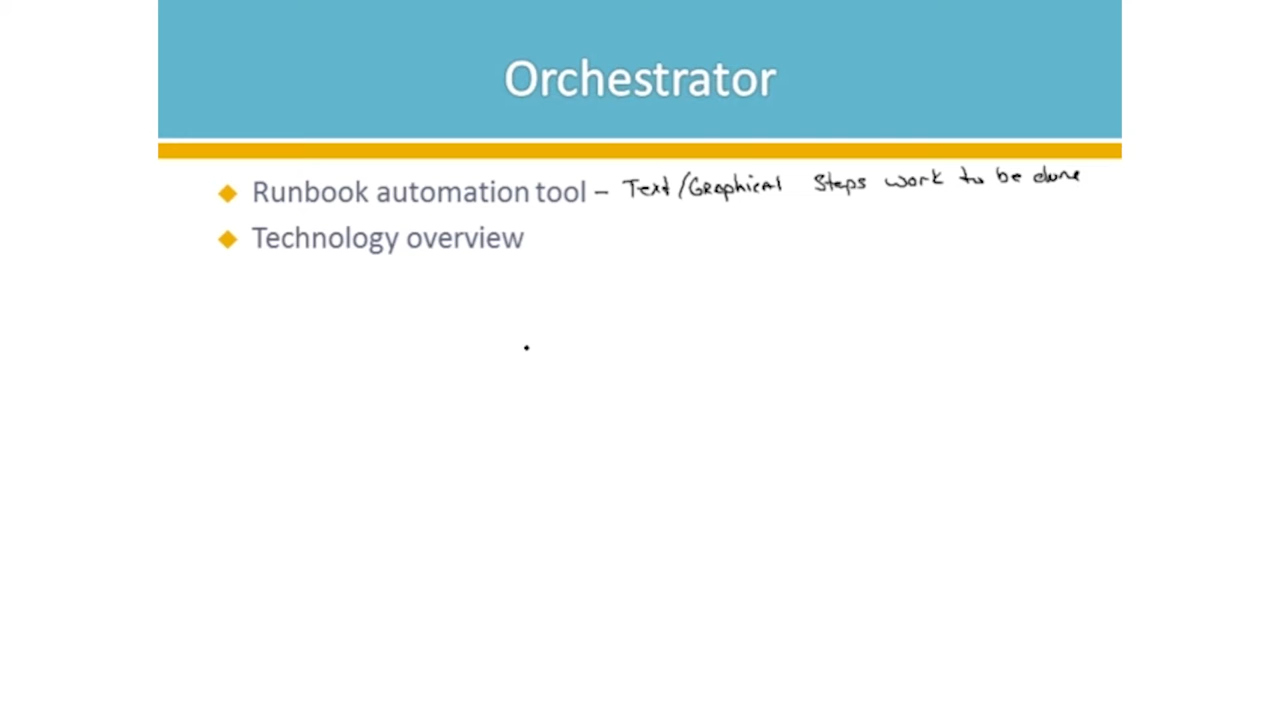 Orchestrator
Runbook automation tool – Text/Graphical Steps work to be done
Technology overview